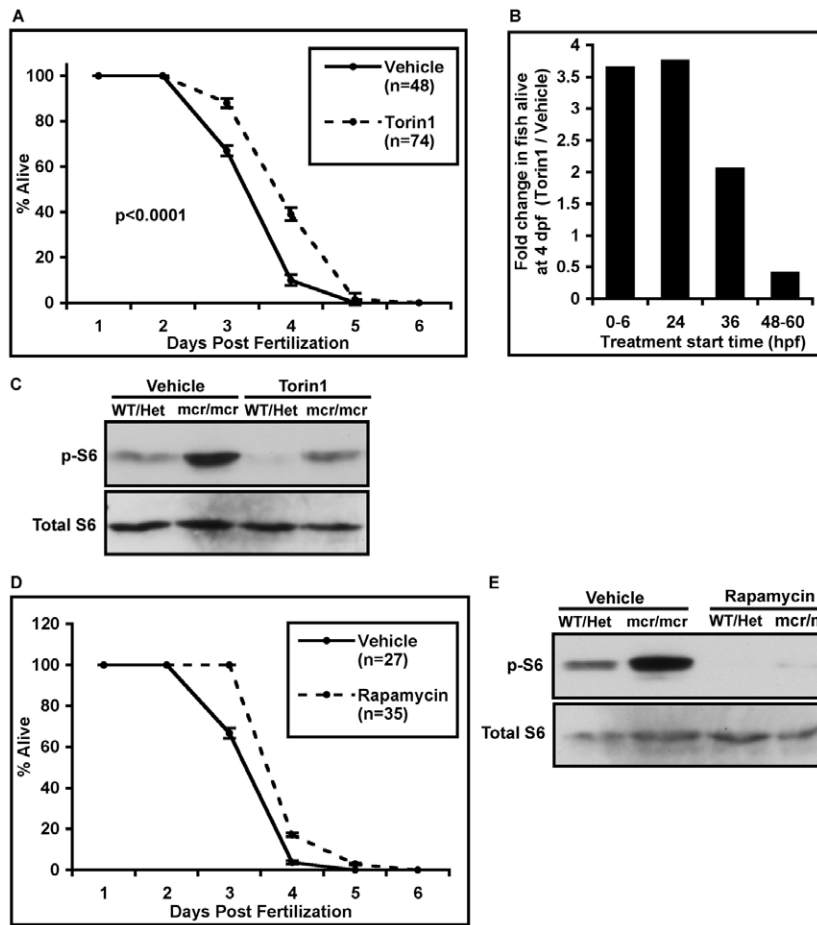 A
100
80
60
40
20
0
% Alive
Vehicle
(n=48)
Torin1
(n=74)
p<0.0001
1 2 3 4 5 6
Days Post Fertilization
B
4
3.5
3
2.5
2
1.5
1
0.5
0
Fold change in fish alive
at 4 dpf (Torin1 / Vehicle)
0-6 24 36 48-60
Treatment start time (hpf)
C
Vehicle Torin1
WT/Het mcr/mcr WT/Het mcr/mcr
p-S6
Total S6
D
120
100
80
60
40
20
0
% Alive
Vehicle
(n=27)
Rapamycin
(n=35)
1 2 3 4 5 6
Days Post Fertilization
E
Vehicle Rapamycin
WT/Het mcr/mcr WT/Het mcr/m
p-S6
Total S6